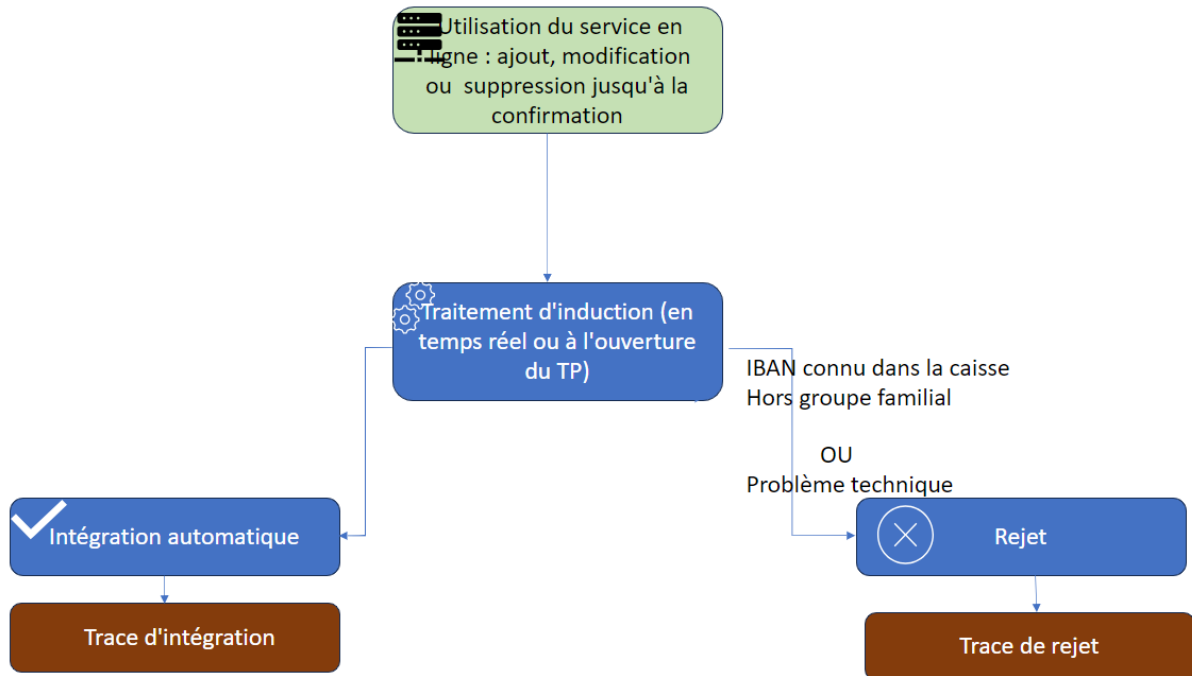 Utilisation du service en
ligne : ajout, modification
ou  suppression jusqu'à la
confirmation
Traitement d'induction (en
temps réel ou à l'ouverture
du TP)
IBAN connu dans la caisse
Hors groupe familial
OU
Problème technique
Intégration automatique
Rejet
Trace d'intégration
Trace de rejet